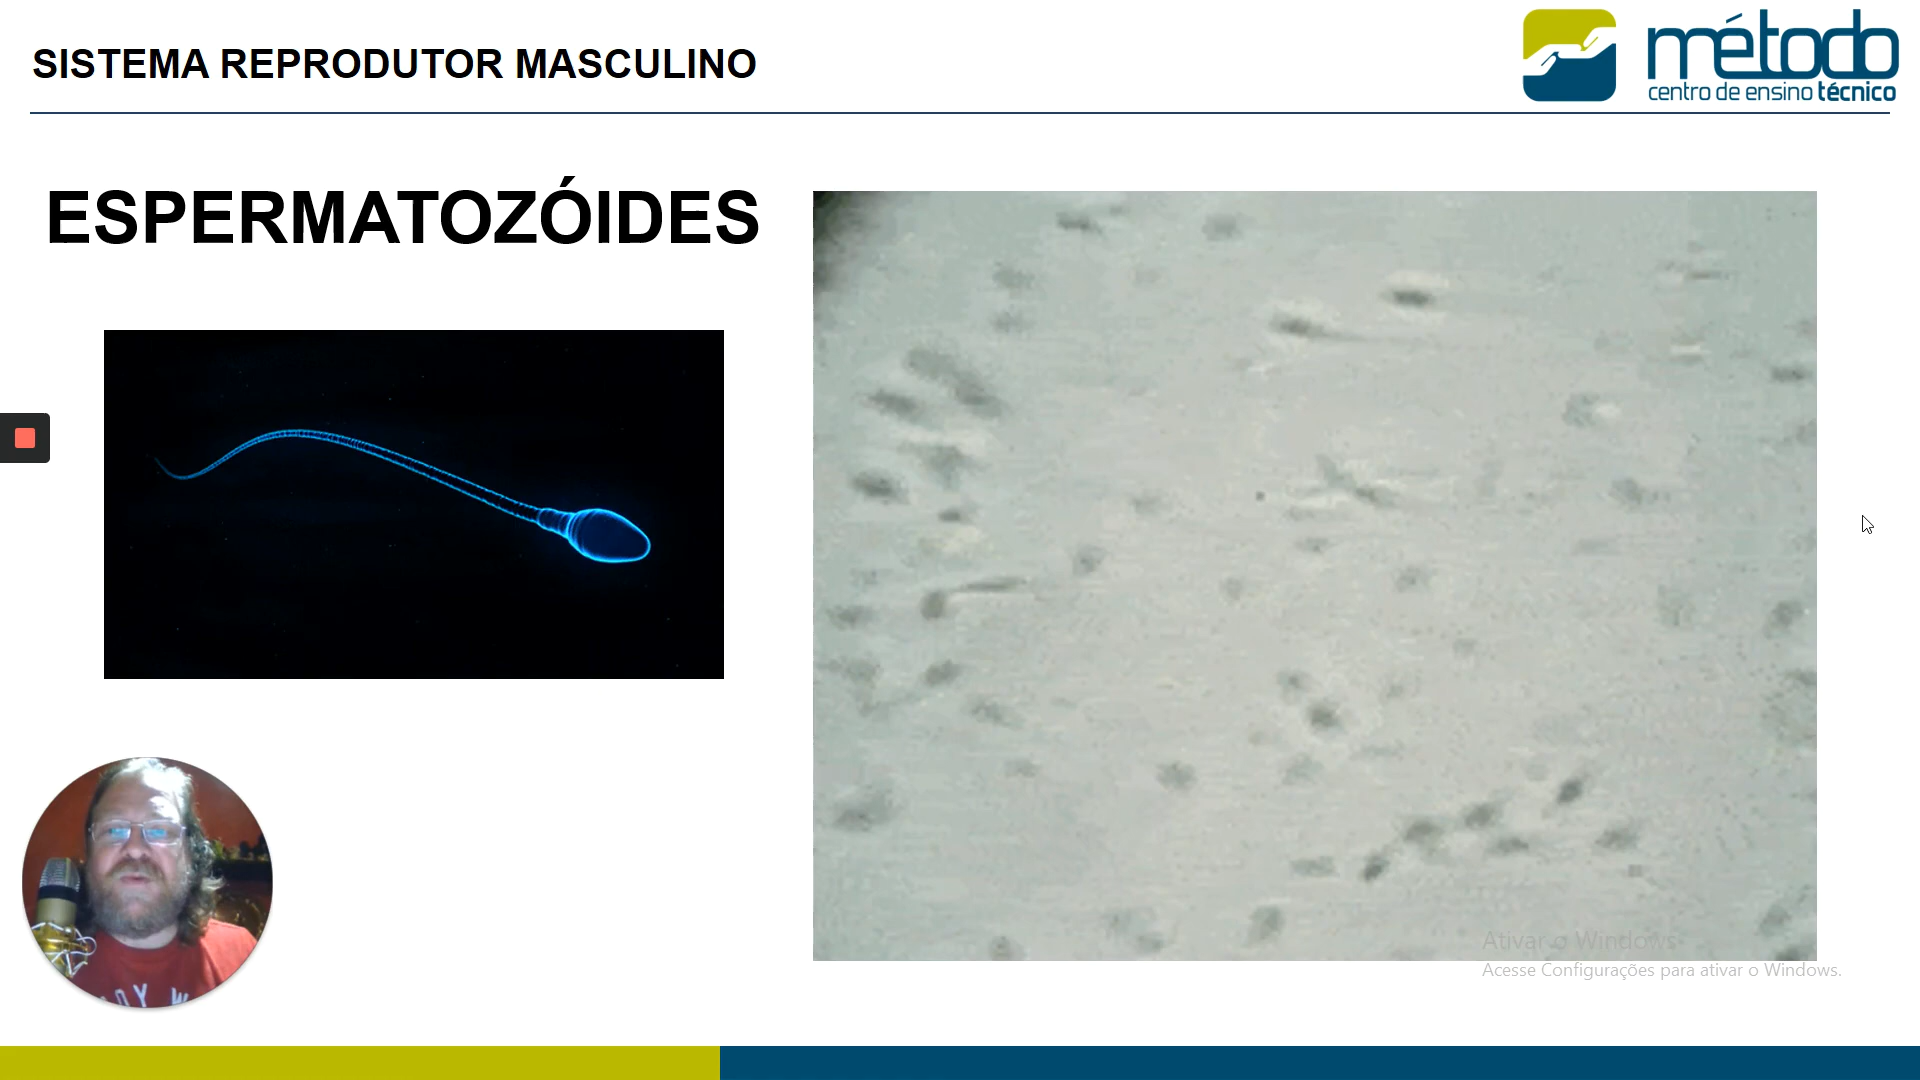 SISTEMA REPRODUTOR MASCULINO
método
centro de ensino técnico
ESPERMATOZÓIDES
Ativar o Windows
Acesse Configurações para ativar o Windows.